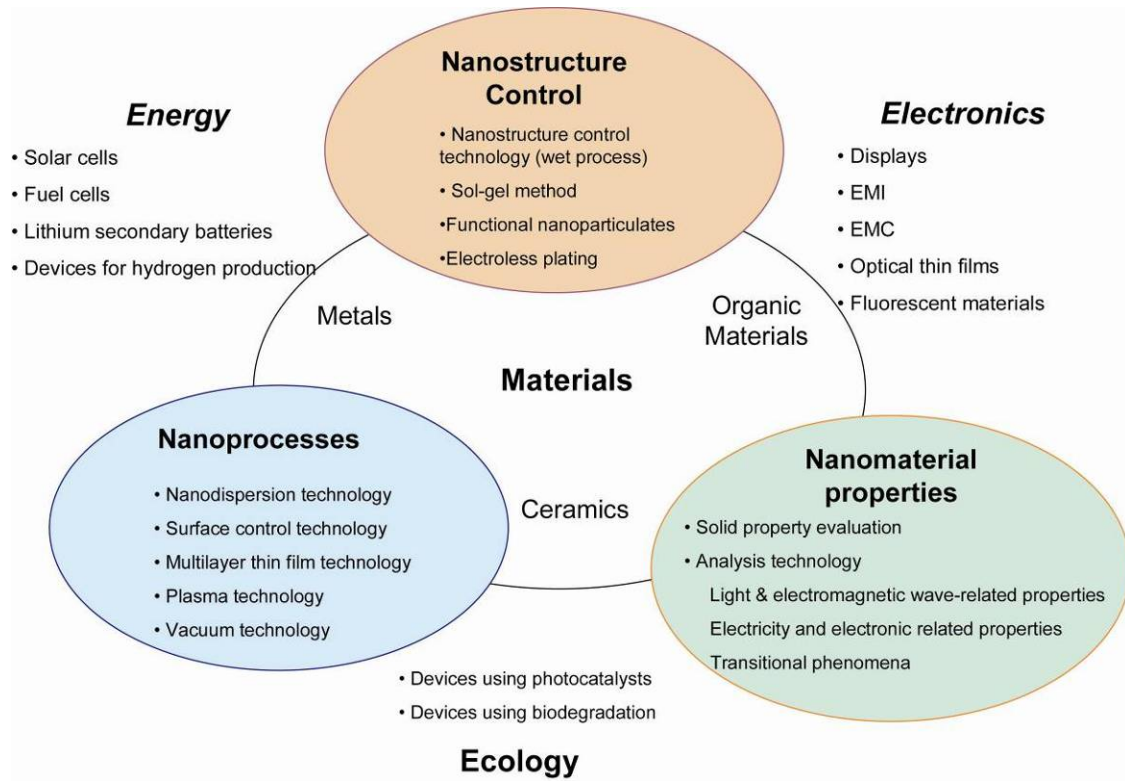 Nanostructure
Control
• Nanostructure control
technology (wet process)
• Sol-gel method
•Functional nanoparticulates
•Electroless plating
Energy
• Solar cells
• Fuel cells
• Lithium secondary batteries
• Devices for hydrogen production
Electronics
• Displays
• EMI
• EMC
• Optical thin films
• Fluorescent materials
Metals
Organic
Materials
Materials
Nanoprocesses
• Nanodispersion technology
• Surface control technology
• Multilayer thin film technology
• Plasma technology
• Vacuum technology
Ceramics
Nanomaterial
properties
• Solid property evaluation
• Analysis technology
Light & electromagnetic wave-related properties
Electricity and electronic related properties
Transitional phenomena
• Devices using photocatalysts
• Devices using biodegradation
Ecology